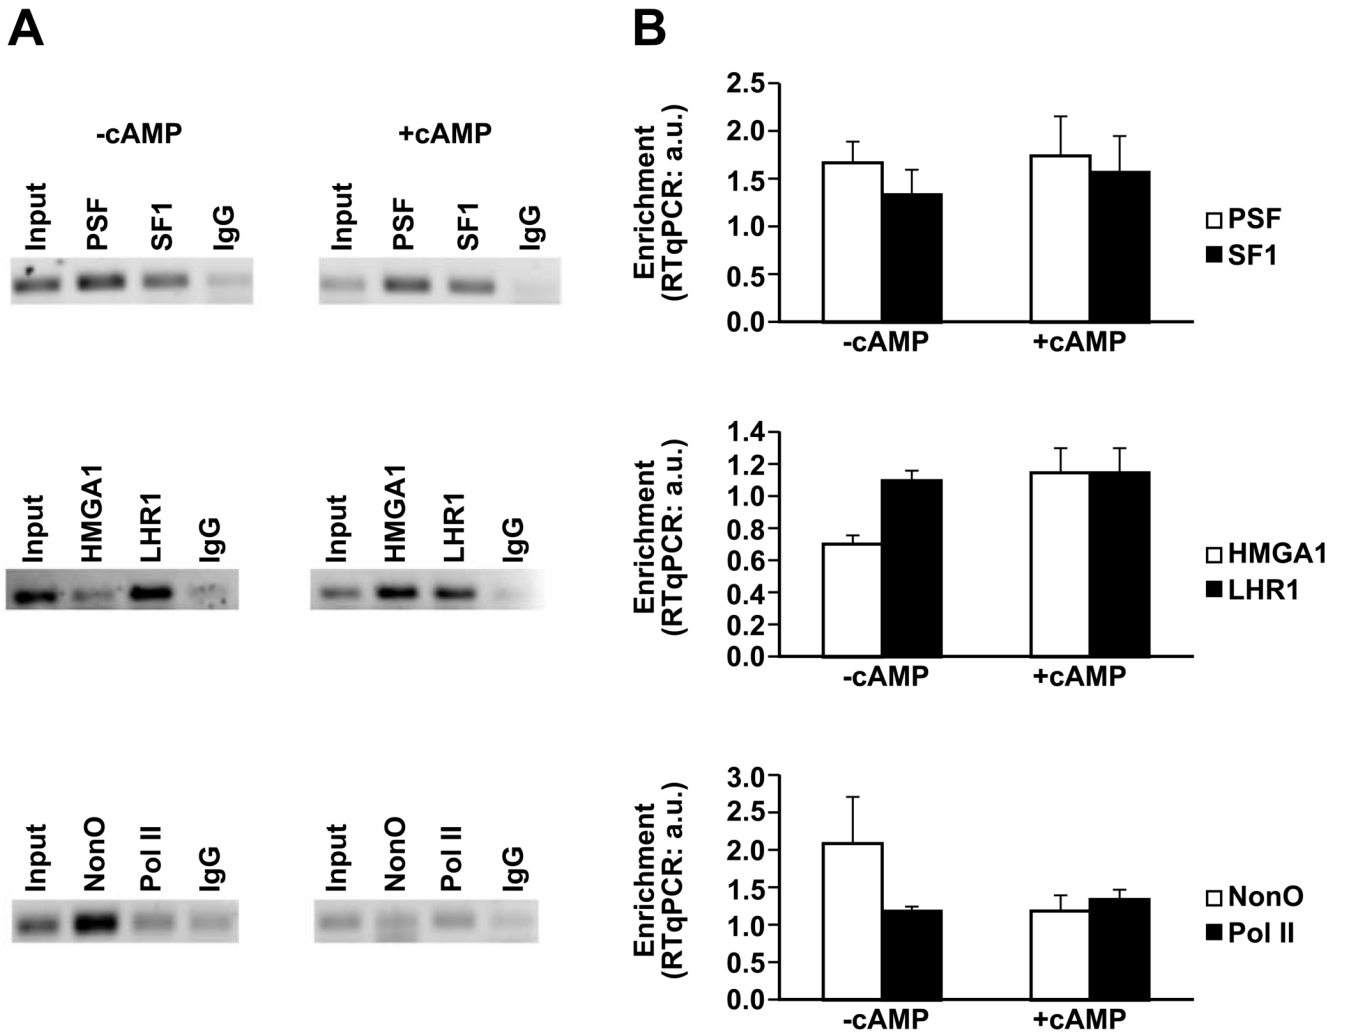 A
-cAMP
+cAMP
Input PSF SF1 IgG
Input PSF SF1 IgG
Input HMGA1 LHR1 IgG
Input HMGA1 LHR1 IgG
Input NonO Pol II IgG
Input NonO Pol II IgG
B
Enrichment
(RTqPCR: a.u.)
2.5
2.0
1.5
1.0
0.5
0.0
-cAMP
+cAMP
PSF
SF1
Enrichment
(RTqPCR: a.u.)
1.4
1.2
1.0
0.8
0.6
0.4
0.2
0.0
-cAMP
+cAMP
HMGA1
LHR1
Enrichment
(RTqPCR: a.u.)
3.0
2.5
2.0
1.5
1.0
0.5
0.0
-cAMP
+cAMP
NonO
Pol II